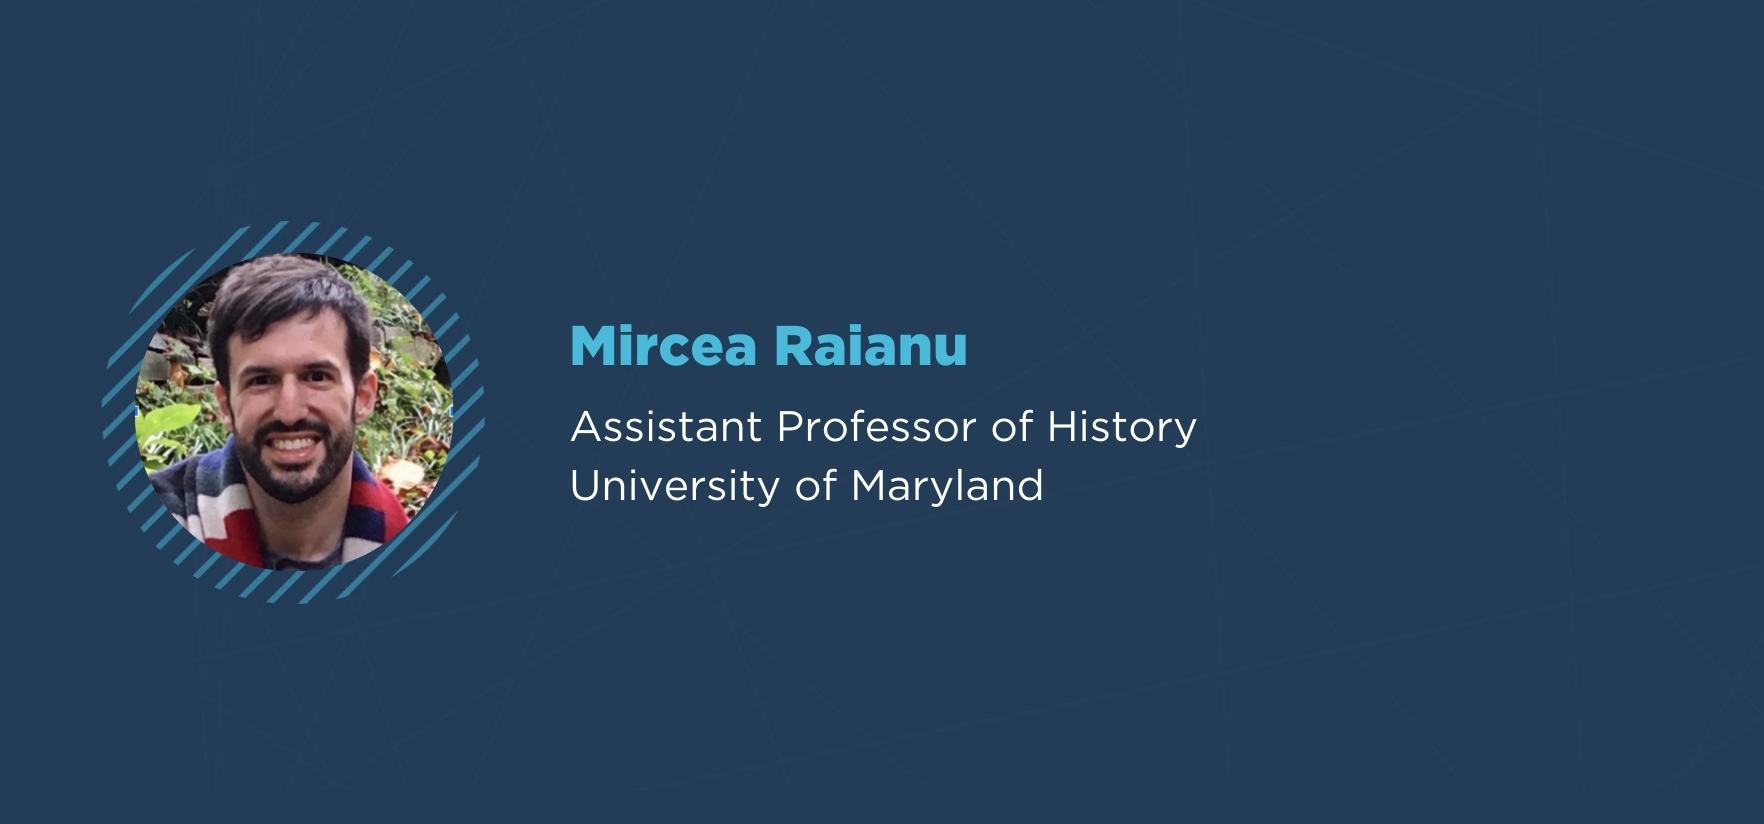 Mircea Raianu
Assistant Professor of History
University of Maryland